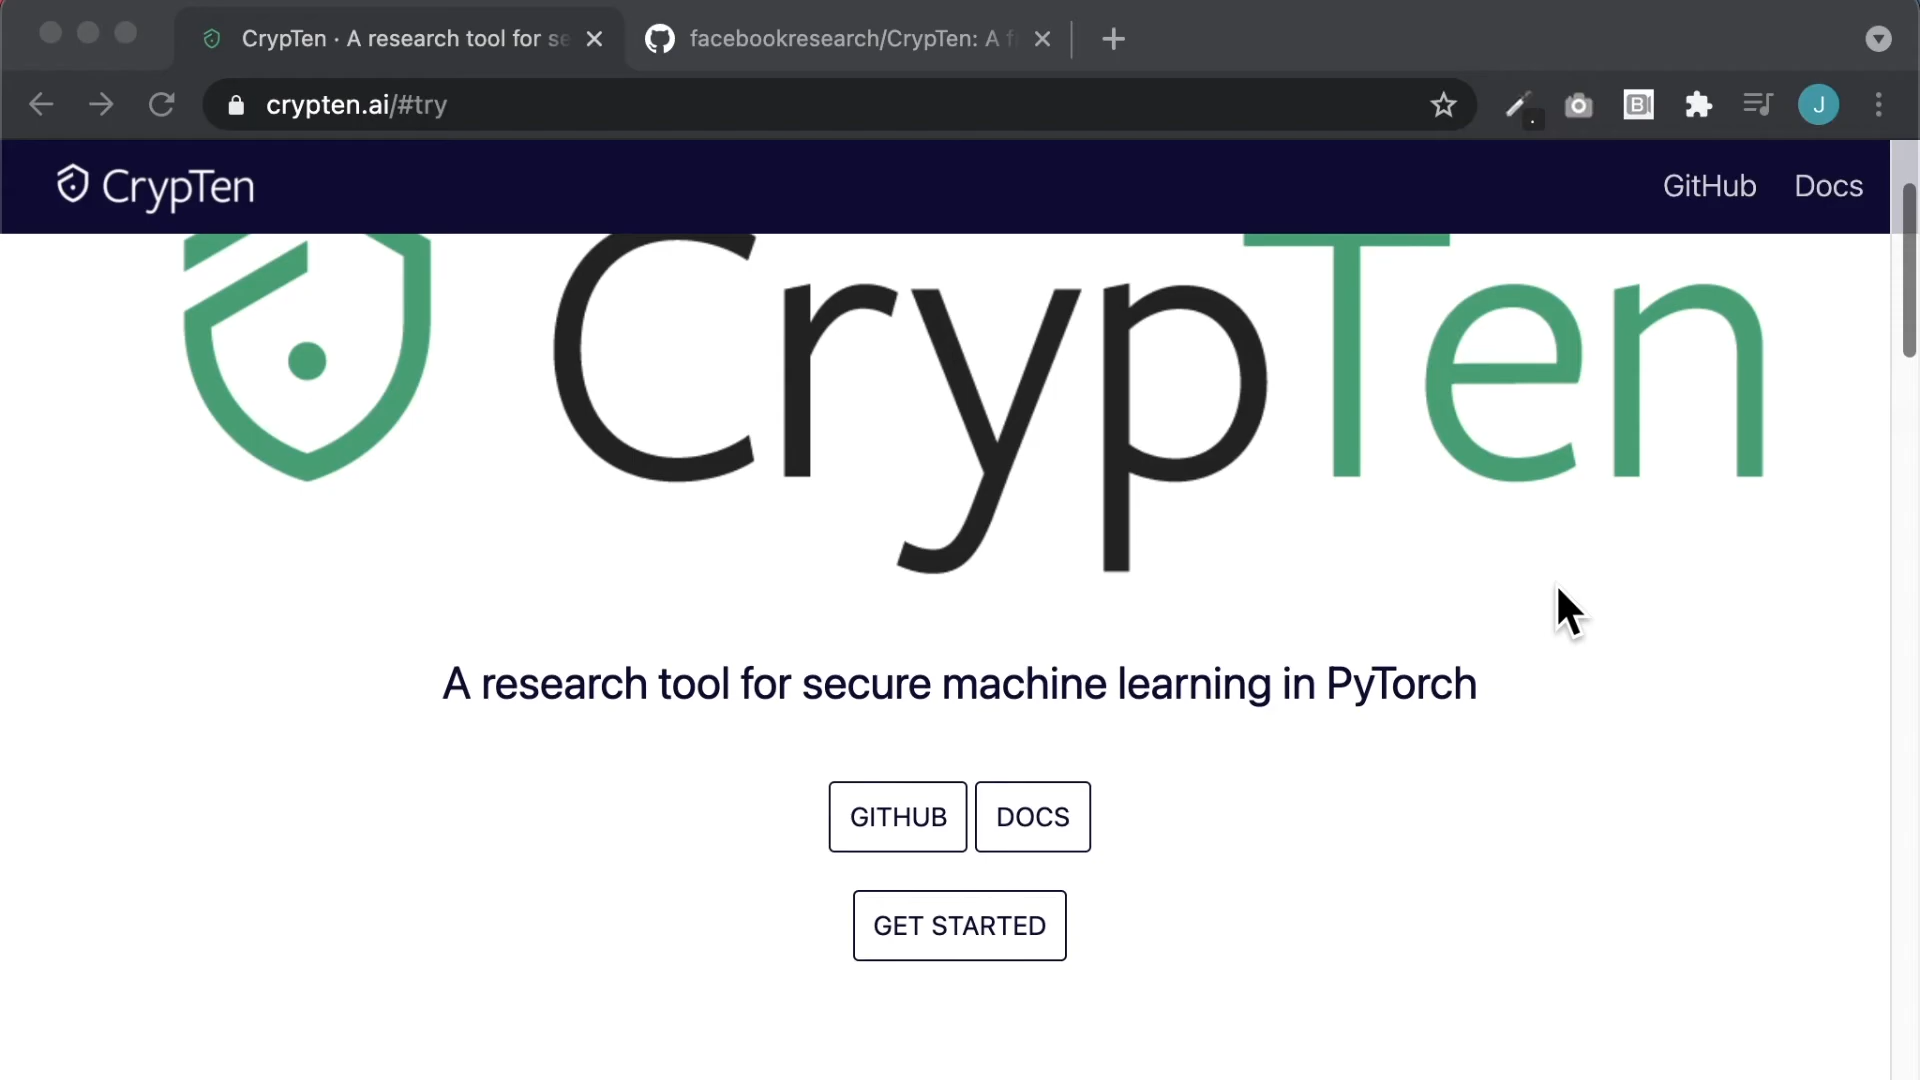 CrypTen · A research tool for se
facebookresearch/CrypTen: A f
crypten.ai/#try
B
J
CrypTen
GitHub
Docs
CrypTen
A research tool for secure machine learning in PyTorch
GITHUB
DOCS
GET STARTED